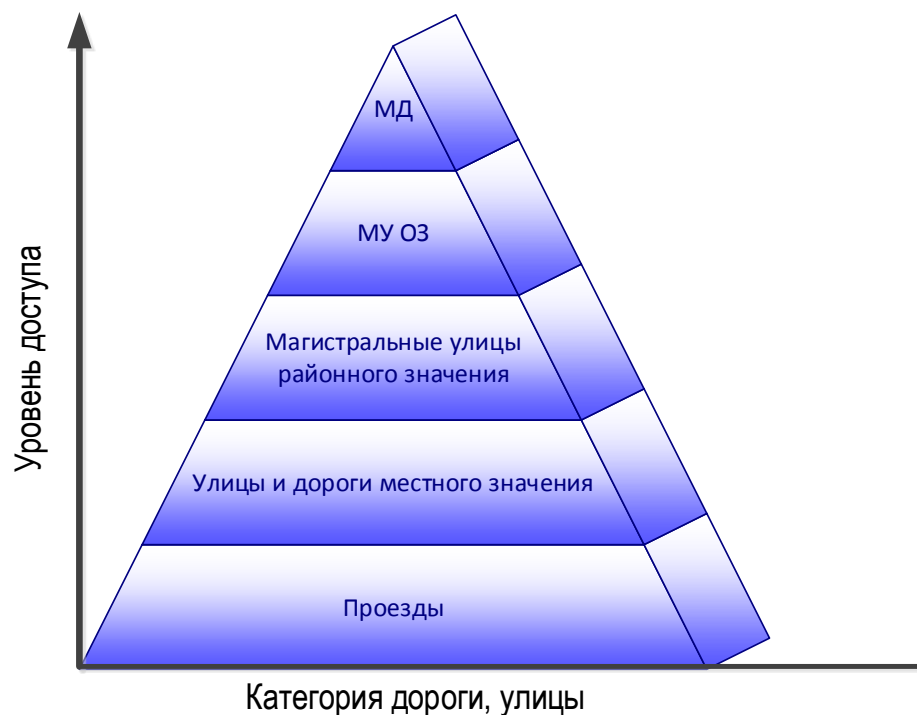 МД
МУ ОЗ
Магистральные улицы
районного значения
Улицы и дороги местного значения
Проезды
Уровень доступа
Категория дороги, улицы